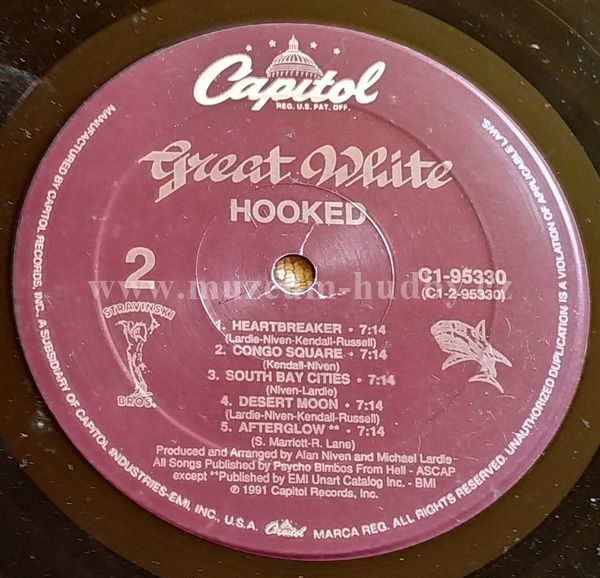 Capitol
REG. U.S. PAT. OFF.
Great White
HOOKED
2
C1-95330
(C1-2-95330)
www.muzeum-hudby.cz
STRAVINSKI
BROS.
1. HEARTBREAKER • 7:14
(Lardie-Niven-Kendall-Russell)
2. CONGO SQUARE • 7:14
(Kendall-Niven)
3. SOUTH BAY CITIES • 7:14
(Niven-Lardie)
4. DESERT MOON • 7:14
(Lardie-Niven-Kendall-Russell)
5. AFTERGLOW ** • 7:14
(S. Marriott-R. Lane)
Produced and Arranged by Alan Niven and Michael Lardie
All Songs Published by Psycho Bimbos From Hell - ASCAP
except **Published by EMI Unart Catalog Inc. - BMI
℗ 1991 Capitol Records, Inc.
MANUFACTURED BY CAPITOL RECORDS, INC., A SUBSIDIARY OF CAPITOL INDUSTRIES-EMI, INC., U.S.A. Capitol MARCA REG. ALL RIGHTS RESERVED. UNAUTHORIZED DUPLICATION IS A VIOLATION OF APPLICABLE LAWS.